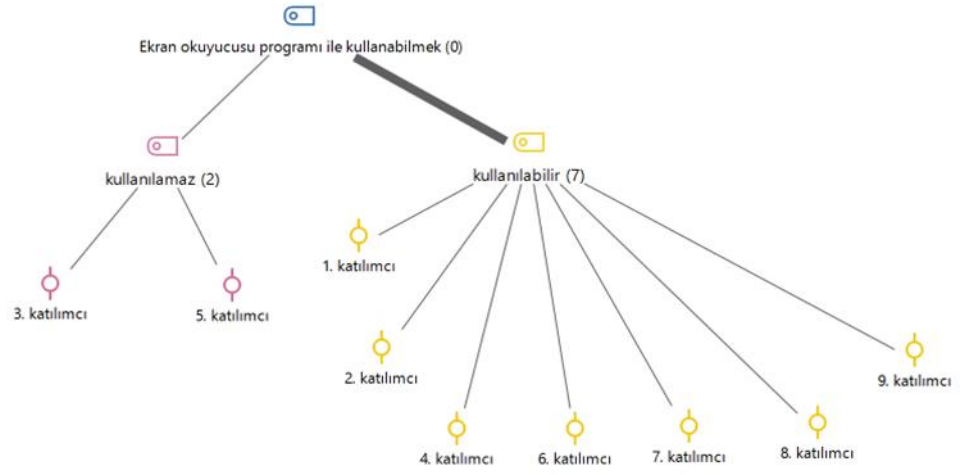 Ekran okuyucusu programı ile kullanabilmek (0)
kullanılamaz (2)
kullanılabilir (7)
1. katılımcı
3. katılımcı
5. katılımcı
2. katılımcı
9. katılımcı
4. katılımcı
6. katılımcı
7. katılımcı
8. katılımcı